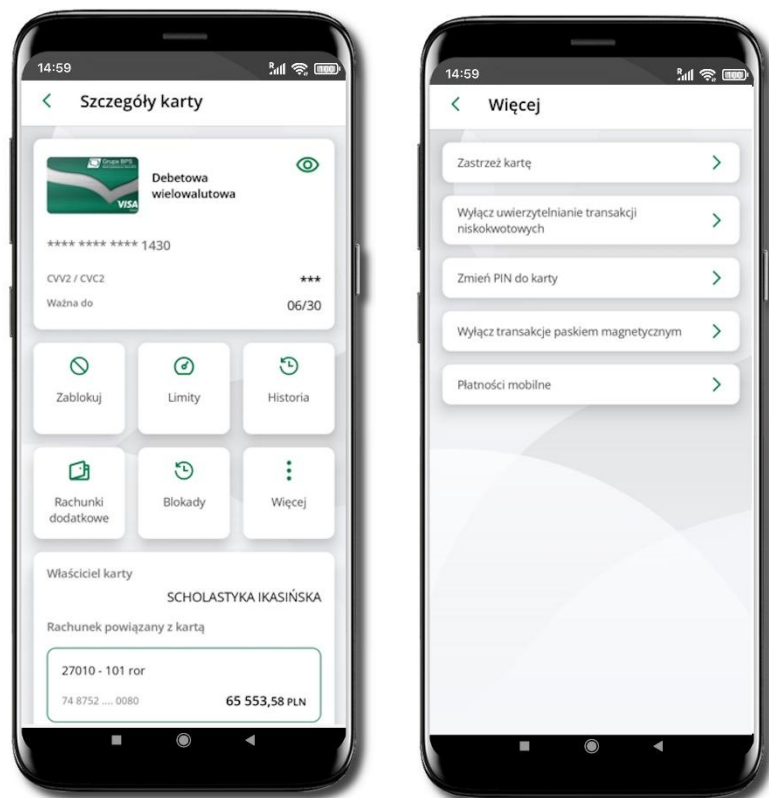 14:59
Szczegóły karty
Grupa BPS
Debetowa
wielowalutowa
VISA
**** **** **** 1430
CVV2 / CVC2 ***
Ważna do 06/30
Zablokuj Limity Historia
Rachunki
dodatkowe
Blokady Więcej
Właściciel karty
SCHOLASTYKA IKASIŃSKA
Rachunek powiązany z kartą
27010 - 101 ror
74 8752 .... 0080 65 553,58 PLN
14:59
Więcej
Zastrzeż kartę
Wyłącz uwierzytelnianie transakcji
niskokwotowych
Zmień PIN do karty
Wyłącz transakcje paskiem magnetycznym
Płatności mobilne